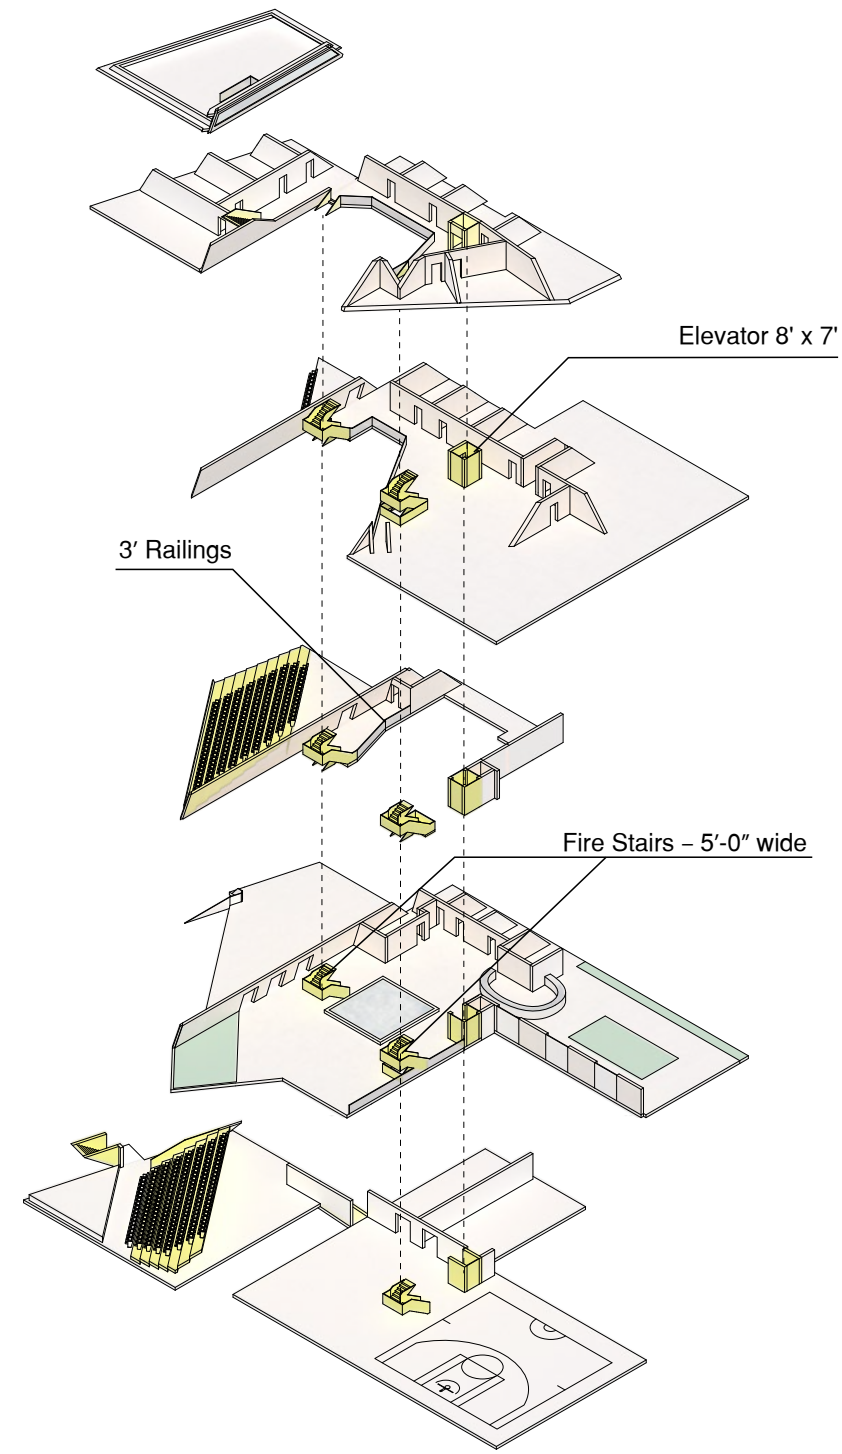 Elevator 8' x 7'
3′ Railings
Fire Stairs – 5′-0″ wide